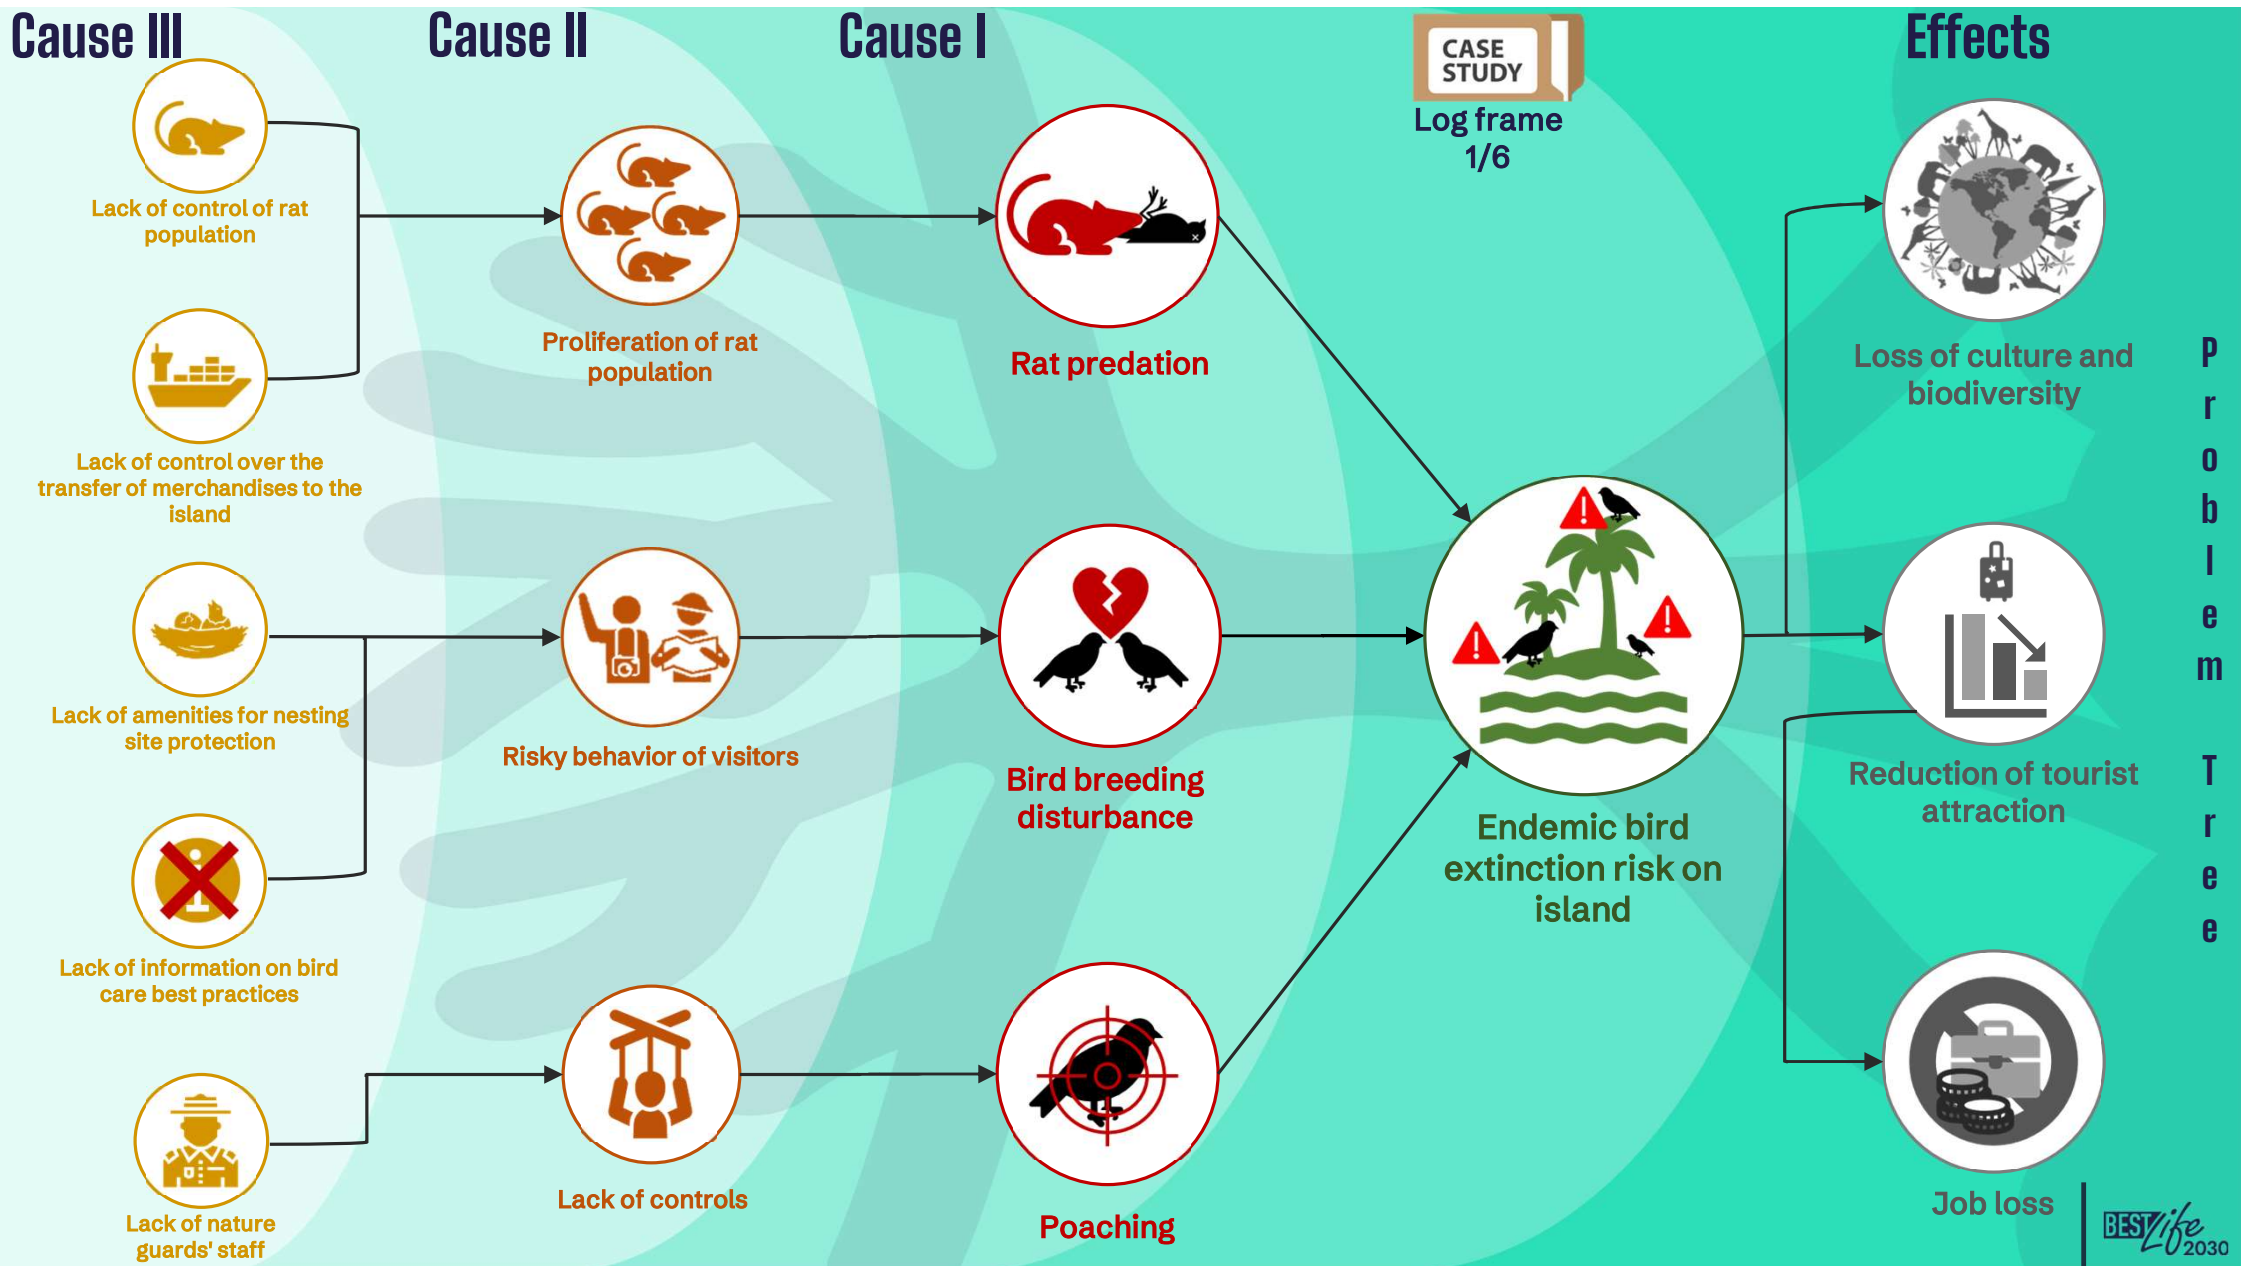 Cause III
Cause II
Cause I
CASE
STUDY
Log frame
1/6
Effects
Lack of control of rat
population
Lack of control over the
transfer of merchandises to the
island
Lack of amenities for nesting
site protection
Lack of information on bird
care best practices
Lack of nature
guards' staff
Proliferation of rat
population
Risky behavior of visitors
Lack of controls
Rat predation
Bird breeding
disturbance
Poaching
Endemic bird
extinction risk on
island
Loss of culture and
biodiversity
Reduction of tourist
attraction
Job loss
Problem Tree
BEST Life
2030